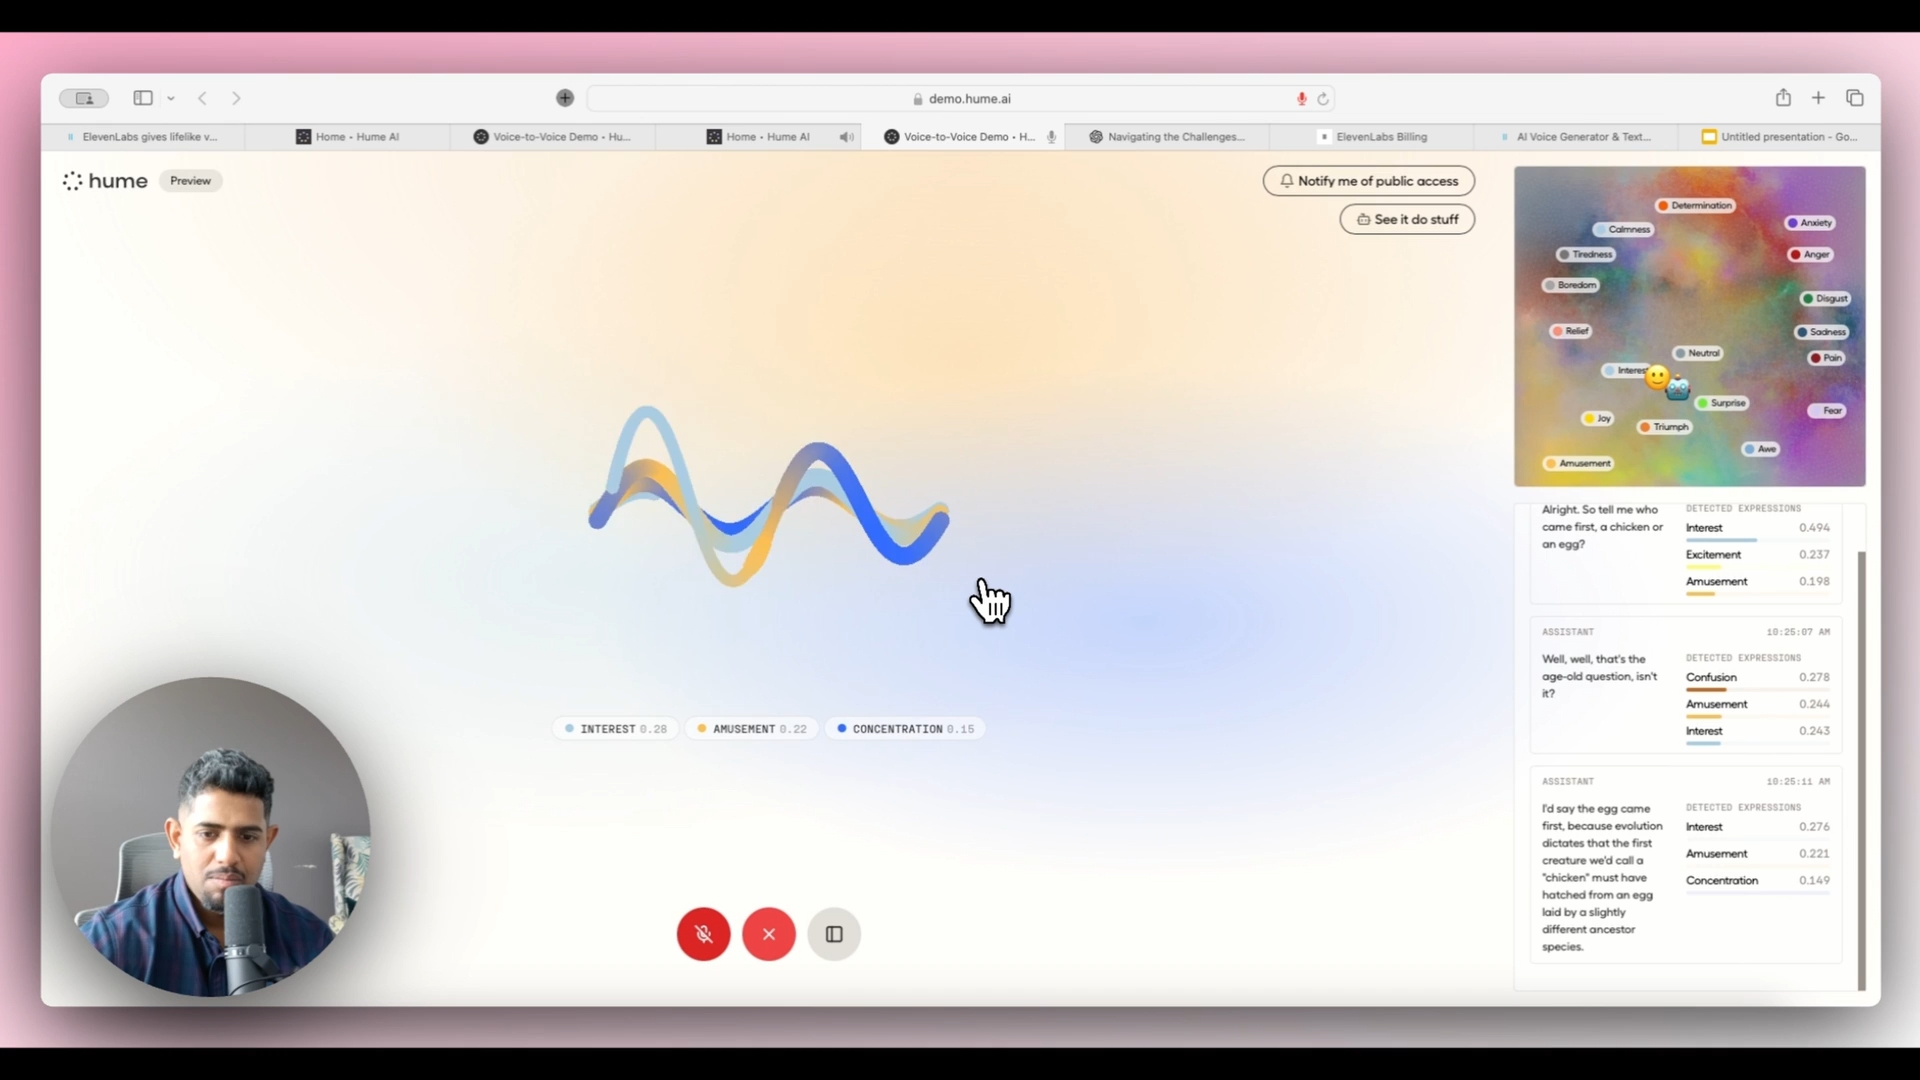 demo.hume.ai
ElevenLabs gives lifelike v...
Home • Hume AI
Voice-to-Voice Demo • Hu...
Home • Hume AI
Voice-to-Voice Demo • H...
Navigating the Challenges...
ElevenLabs Billing
AI Voice Generator & Text...
Untitled presentation - Go...
hume
Preview
Notify me of public access
See it do stuff
Determination
Anxiety
Calmness
Tiredness
Anger
Boredom
Disgust
Relief
Sadness
Neutral
Pain
Interest
Surprise
Fear
Joy
Triumph
Awe
Amusement
INTEREST 0.28
AMUSEMENT 0.22
CONCENTRATION 0.15
Alright. So tell me who
came first, a chicken or
an egg?
DETECTED EXPRESSIONS
Interest 0.494
Excitement 0.237
Amusement 0.198
ASSISTANT 10:25:07 AM
Well, well, that's the
age-old question, isn't
it?
DETECTED EXPRESSIONS
Confusion 0.278
Amusement 0.244
Interest 0.243
ASSISTANT 10:25:11 AM
I'd say the egg came
first, because evolution
dictates that the first
creature we'd call a
"chicken" must have
hatched from an egg
laid by a slightly
different ancestor
species.
DETECTED EXPRESSIONS
Interest 0.276
Amusement 0.221
Concentration 0.149